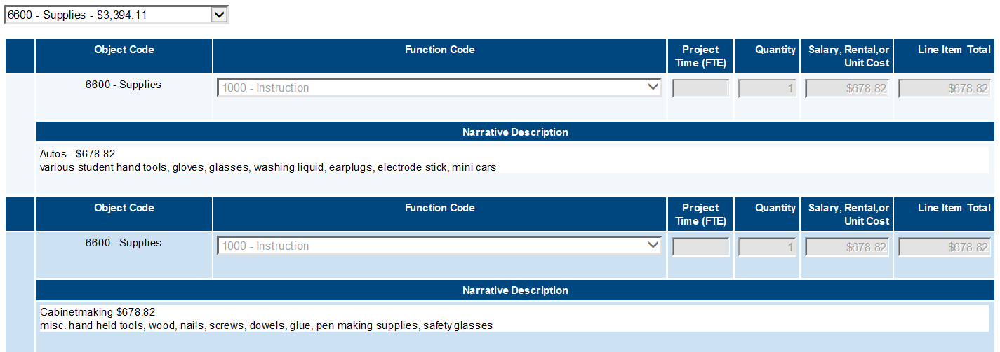 6600 - Supplies - $3,394.11
Object Code Function Code Project Time (FTE) Quantity Salary, Rental,or Unit Cost Line Item Total
6600 - Supplies 1000 - Instruction 1 $678.82 $678.82
Narrative Description
Autos - $678.82
various student hand tools, gloves, glasses, washing liquid, earplugs, electrode stick, mini cars
Object Code Function Code Project Time (FTE) Quantity Salary, Rental,or Unit Cost Line Item Total
6600 - Supplies 1000 - Instruction 1 $678.82 $678.82
Narrative Description
Cabinetmaking $678.82
misc. hand held tools, wood, nails, screws, dowels, glue, pen making supplies, safety glasses